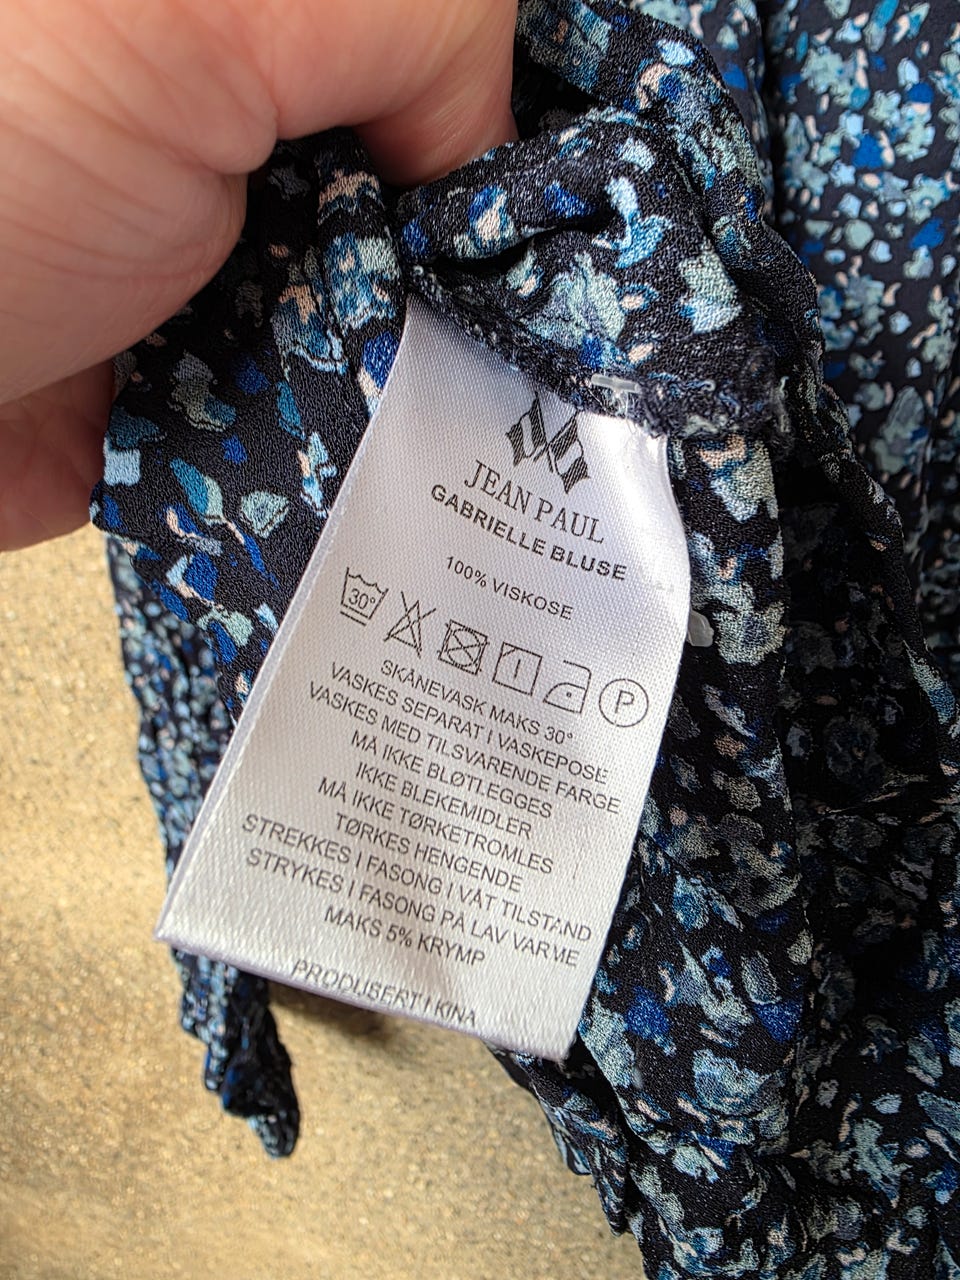 JEAN PAUL
GABRIELLE BLUSE
100% VISKOSE
30° P
SKÅNEVASK MAKS 30°
VASKES SEPARAT I VASKEPOSE
VASKES MED TILSVARENDE FARGE
MÅ IKKE BLØTLEGGES
IKKE BLEKEMIDLER
MÅ IKKE TØRKETROMLES
TØRKES HENGENDE
STREKKES I FASONG I VÅT TILSTAND
STRYKES I FASONG PÅ LAV VARME
MAKS 5% KRYMP
PRODUSERT I KINA